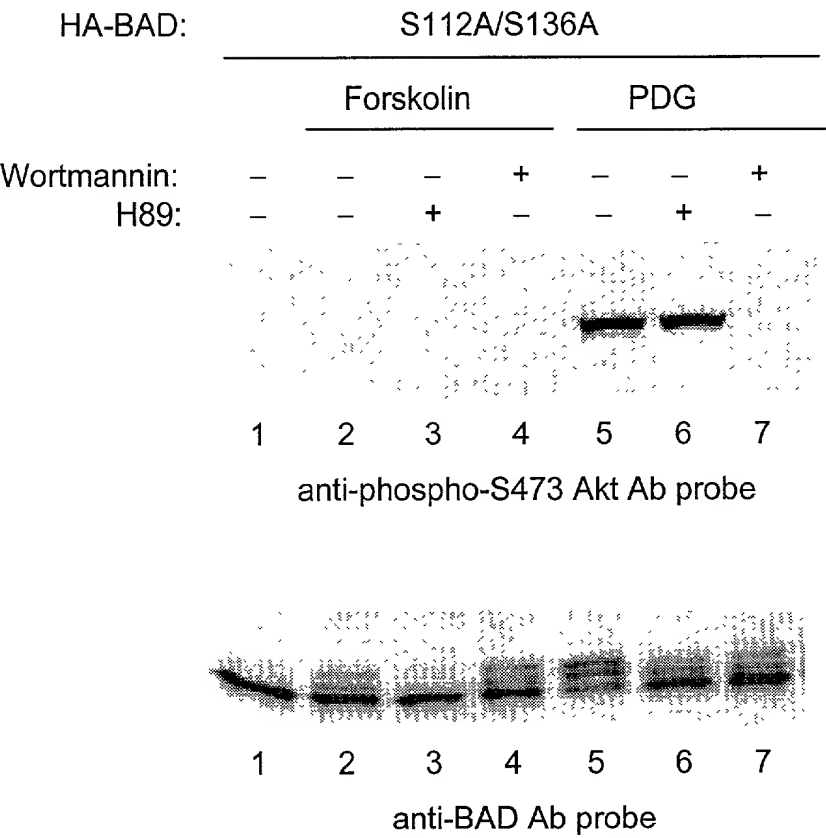 HA-BAD: S112A/S136A
Forskolin PDG
Wortmannin: – – – + – – +
H89: – – + – – + –
1 2 3 4 5 6 7
anti-phospho-S473 Akt Ab probe
1 2 3 4 5 6 7
anti-BAD Ab probe